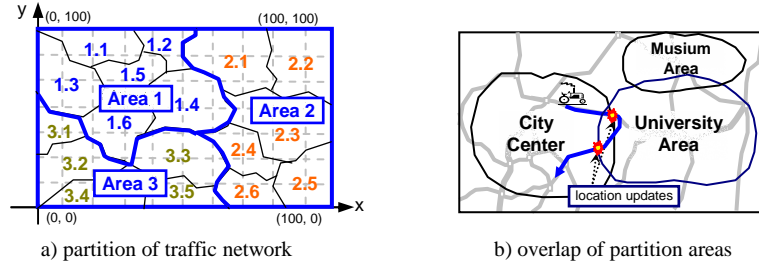 y
(0, 100)
(100, 100)
1.1
1.2
2.1
2.2
1.3
1.5
Area 1
1.4
Area 2
1.6
3.1
2.3
3.2
3.3
2.4
Area 3
3.4
3.5
2.6
2.5
x
(0, 0)
(100, 0)
a) partition of traffic network
Musium
Area
City
Center
University
Area
location updates
b) overlap of partition areas